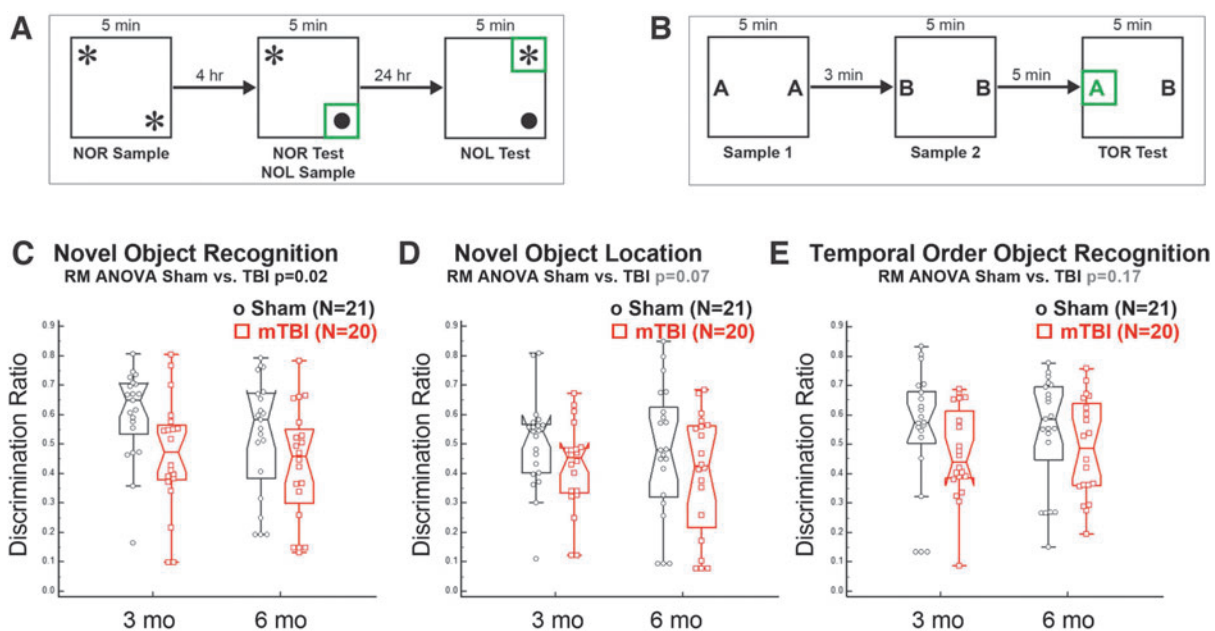 A
5 min
5 min
5 min
4 hr
24 hr
NOR Sample
NOR Test
NOL Sample
NOL Test
B
5 min
5 min
5 min
A A
3 min
B B
5 min
A B
Sample 1
Sample 2
TOR Test
C Novel Object Recognition
RM ANOVA Sham vs. TBI p=0.02
Sham (N=21)
mTBI (N=20)
Discrimination Ratio
0.9
0.8
0.7
0.6
0.5
0.4
0.3
0.2
0.1
0.0
3 mo
6 mo
D Novel Object Location
RM ANOVA Sham vs. TBI p=0.07
Sham (N=21)
mTBI (N=20)
Discrimination Ratio
0.9
0.8
0.7
0.6
0.5
0.4
0.3
0.2
0.1
0.0
3 mo
6 mo
E Temporal Order Object Recognition
RM ANOVA Sham vs. TBI p=0.17
Sham (N=21)
mTBI (N=20)
Discrimination Ratio
0.9
0.8
0.7
0.6
0.5
0.4
0.3
0.2
0.1
0.0
3 mo
6 mo